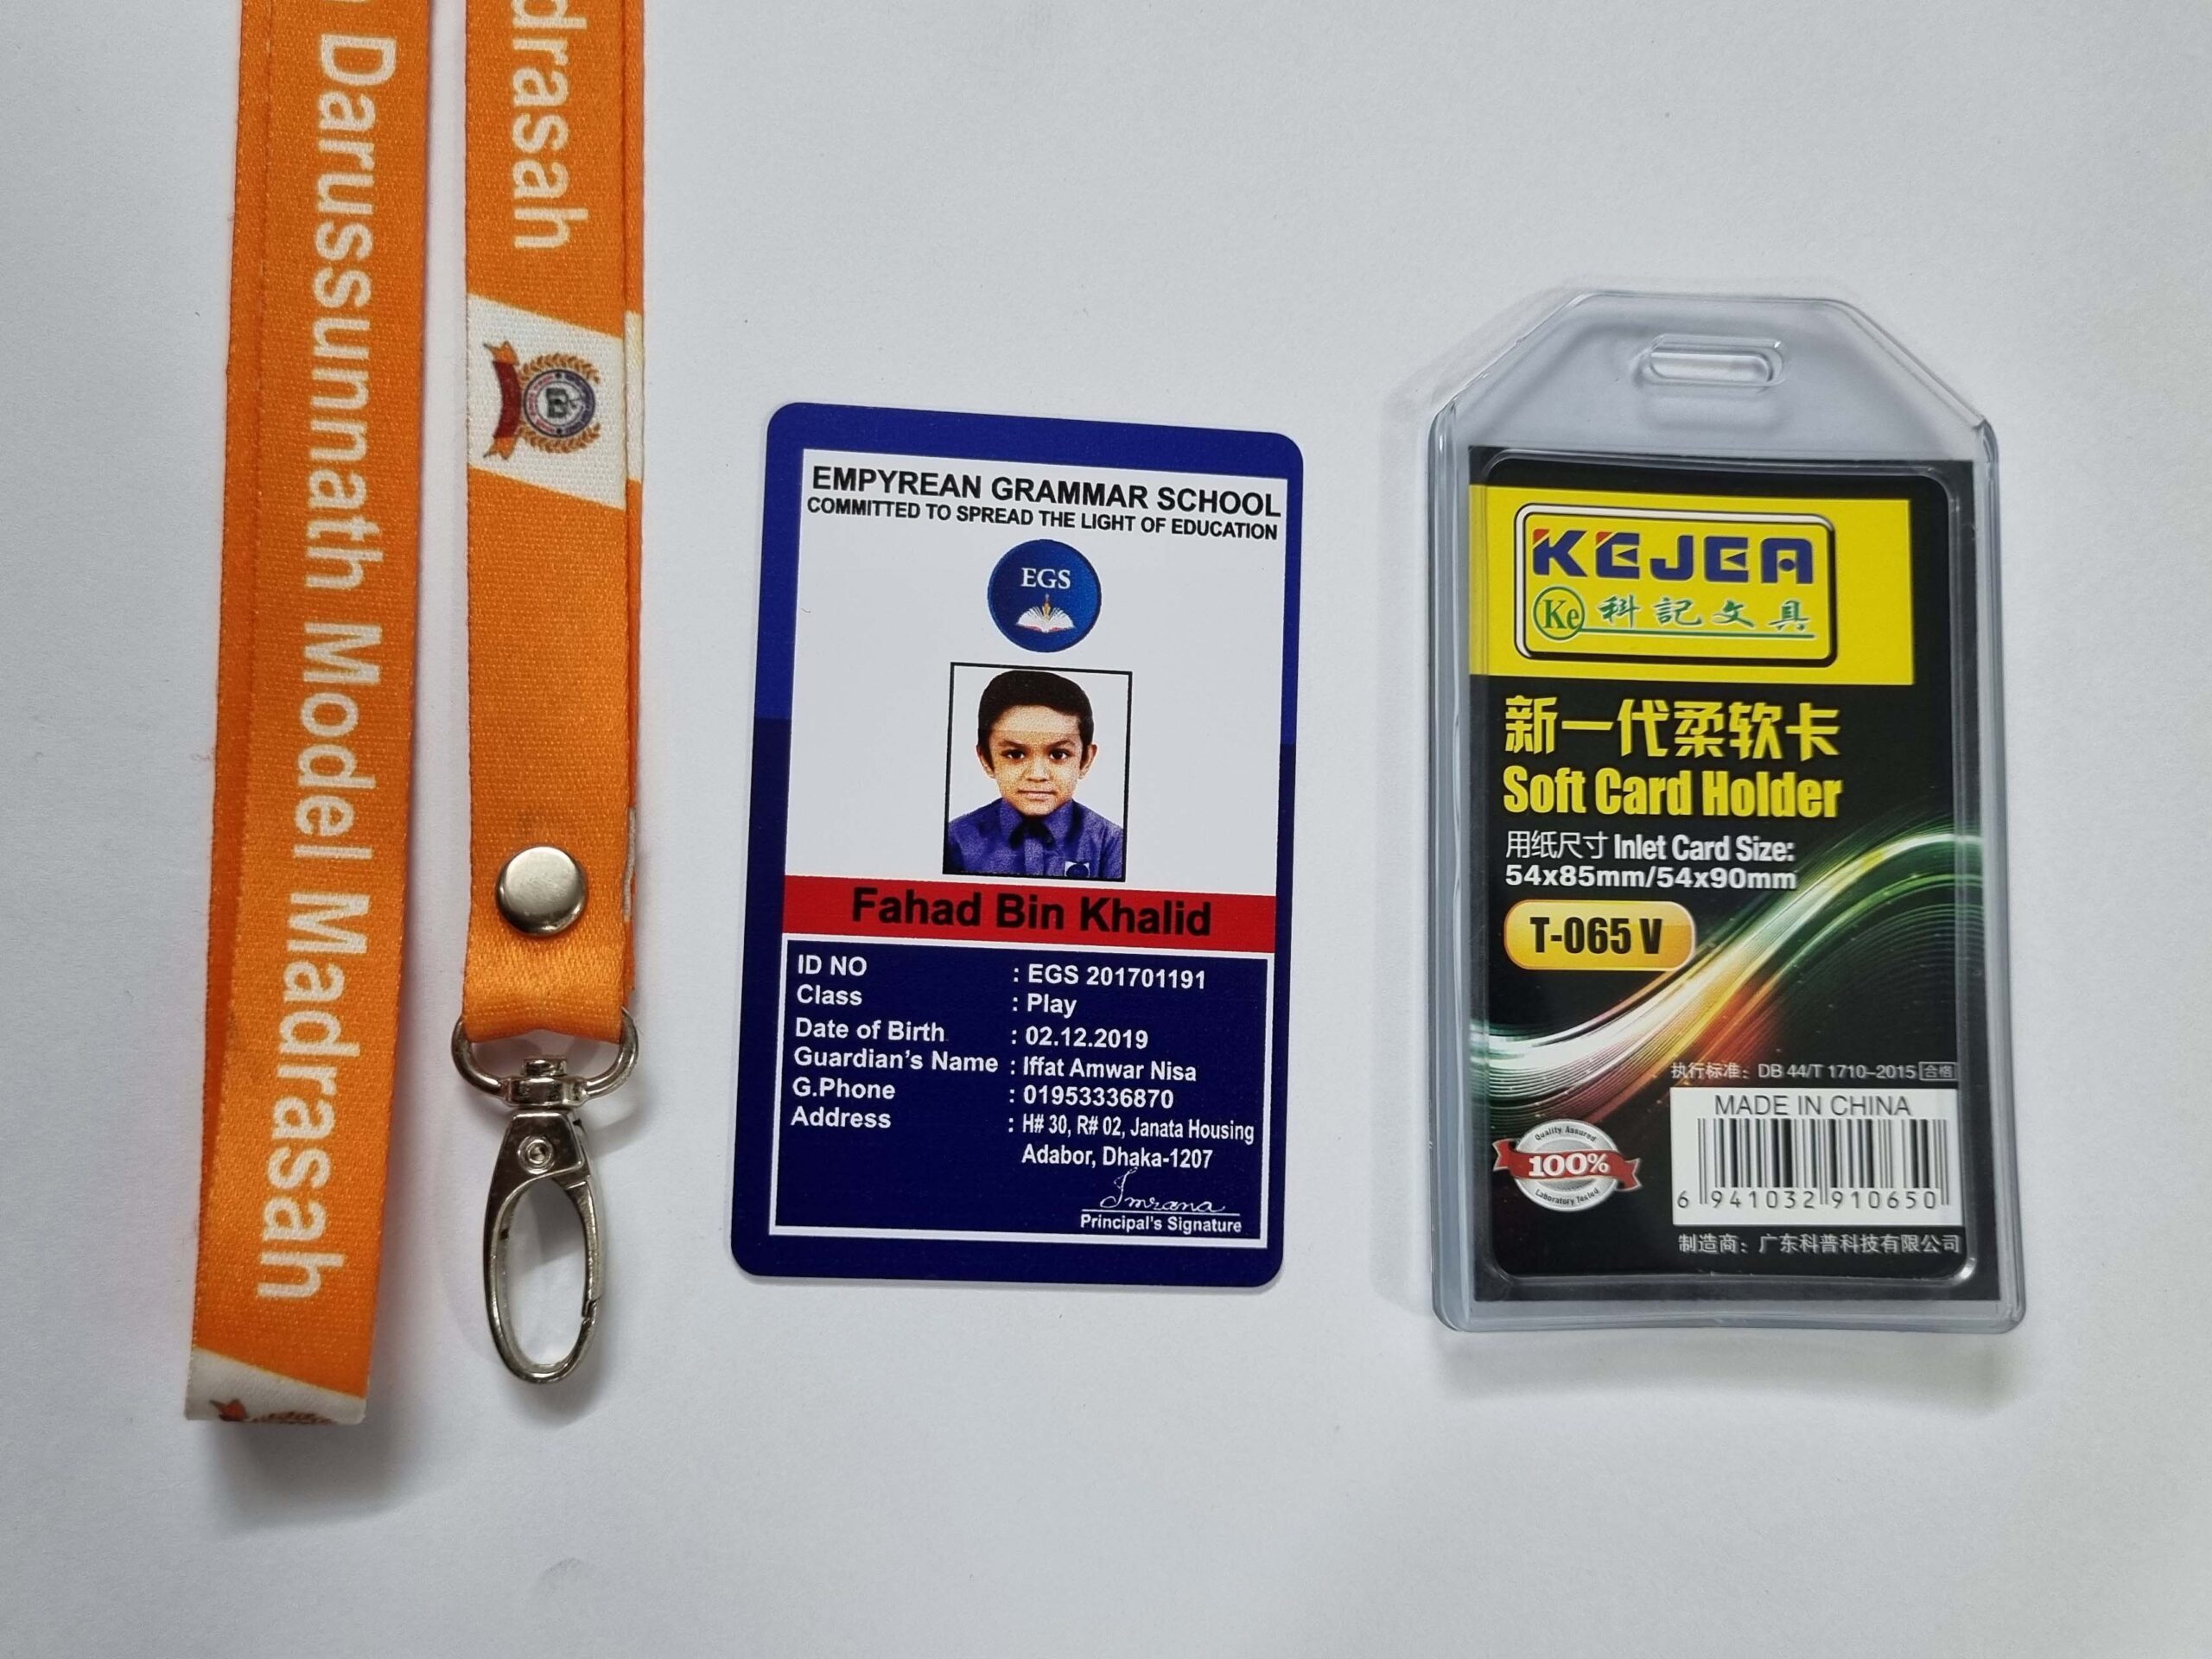 Darussunnath Model Madrasah
drasah
EMPYREAN GRAMMAR SCHOOL
COMMITTED TO SPREAD THE LIGHT OF EDUCATION
EGS
Fahad Bin Khalid
ID NO : EGS 201701191
Class : Play
Date of Birth : 02.12.2019
Guardian's Name : Iffat Amwar Nisa
G.Phone : 01953336870
Address : H# 30, R# 02, Janata Housing
Adabor, Dhaka-1207
Imrana
Principal's Signature
KEJEA
Ke 科記文具
新一代柔软卡
Soft Card Holder
用纸尺寸 Inlet Card Size:
54x85mm/54x90mm
T-065 V
执行标准：DB 44/T 1710-2015 合格
MADE IN CHINA
Quality Assured
100%
Laboratory Tested
6 941032 910650
制造商：广东科普科技有限公司